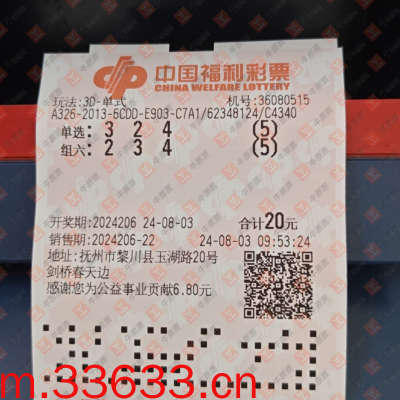 中国福利彩票
CHINA WELFARE LOTTERY
玩法:3D-单式 机号:36080515
A326-2013-6CDD-E903-C7A1/62348124/C4340
单选: 3 2 4 (5)
组六: 2 3 4 (5)
开奖期:2024206 24-08-03 合计20元
销售期:2024206-22 24-08-03 09:53:24
地址:抚州市黎川县玉湖路20号
剑桥春天边
感谢您为公益事业贡献6.80元
m.33633.cn